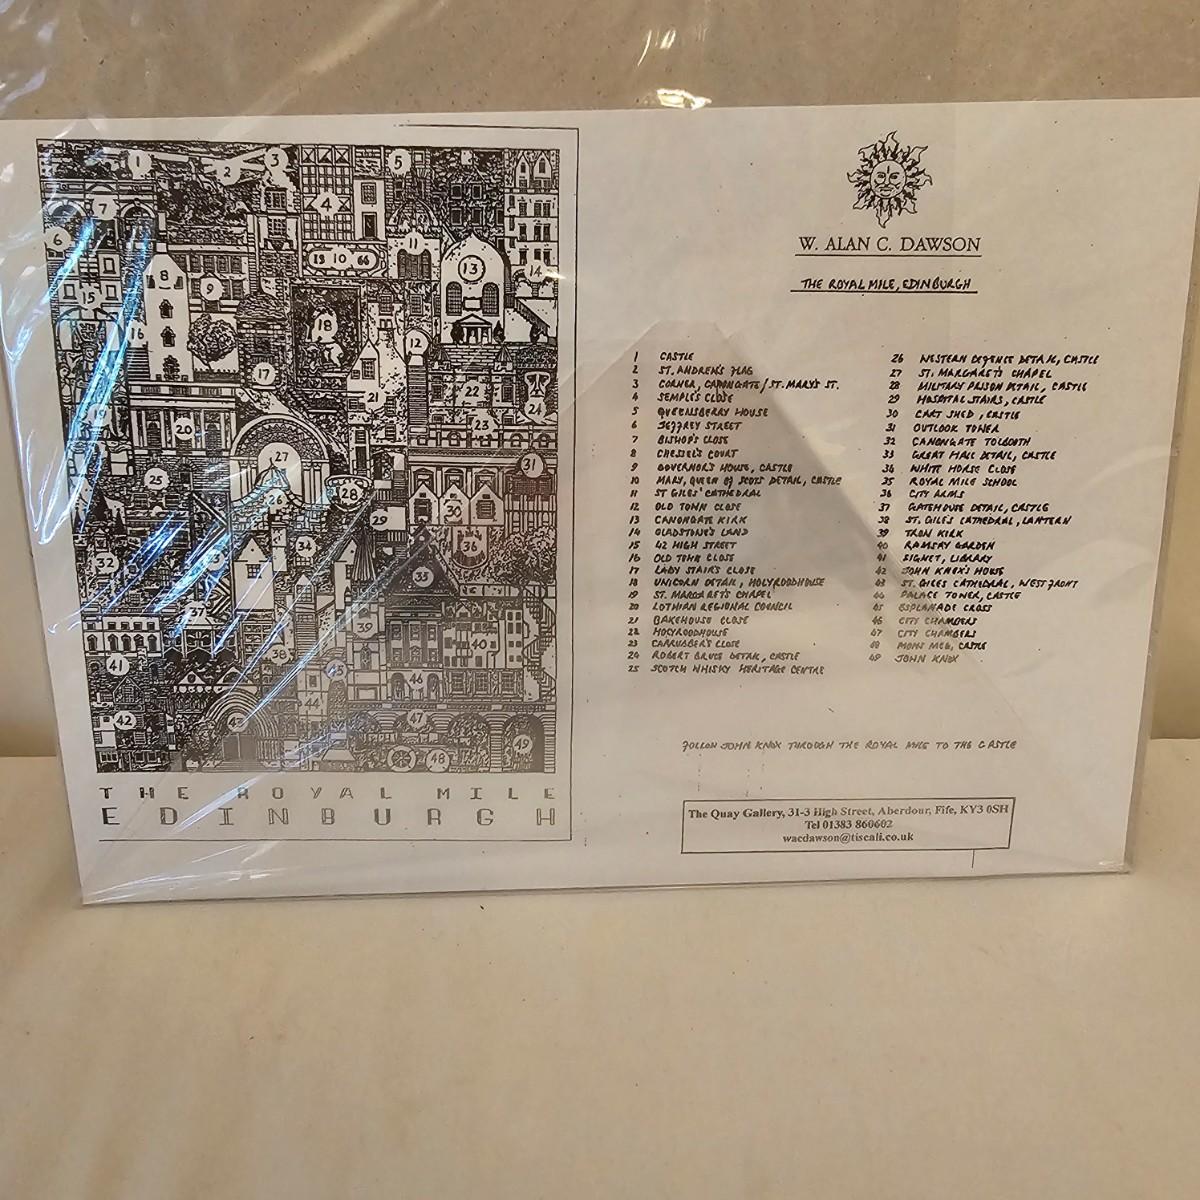 THE ROYAL MILE
EDINBURGH
W. ALAN C. DAWSON
THE ROYAL MILE, EDINBURGH
1 CASTLE
2 ST. ANDREW'S FLAG
3 CORNER, CANONGATE/ST. MARY'S ST.
4 SEMPLE'S CLOSE
5 QUEENSBERRY HOUSE
6 JEFFREY STREET
7 BISHOP'S CLOSE
8 CHESSEL'S COURT
9 GOVERNOR'S HOUSE, CASTLE
10 MARY, QUEEN OF SCOTS DETAIL, CASTLE
11 ST GILES' CATHEDRAL
12 OLD TOWN CLOSE
13 CANONGATE KIRK
14 GLADSTONE'S LAND
15 42 HIGH STREET
16 OLD TOWN CLOSE
17 LADY STAIR'S CLOSE
18 UNICORN DETAIL, HOLYROODHOUSE
19 ST. MARGARET'S CHAPEL
20 LOTHIAN REGIONAL COUNCIL
21 BAKEHOUSE CLOSE
22 HOLYROODHOUSE
23 CARRUBBER'S CLOSE
24 ROBERT BRUCE DETAIL, CASTLE
25 SCOTCH WHISKY HERITAGE CENTRE
26 WESTERN DEFENCE DETAIL, CASTLE
27 ST. MARGARET'S CHAPEL
28 MILITARY PRISON DETAIL, CASTLE
29 HOSPITAL STAIRS, CASTLE
30 CART SHED, CASTLE
31 OUTLOOK TOWER
32 CANONGATE TOLBOOTH
33 GREAT HALL DETAIL, CASTLE
34 WHITE HORSE CLOSE
35 ROYAL MILE SCHOOL
36 CITY ARMS
37 GATEHOUSE DETAIL, CASTLE
38 ST. GILES CATHEDRAL, LANTERN
39 TRON KIRK
40 RAMSAY GARDEN
41 SIGNET, LIBRARY
42 JOHN KNOX'S HOUSE
43 ST. GILES CATHEDRAL, WEST FRONT
44 PALACE TOWER, CASTLE
45 ESPLANADE CROSS
46 CITY CHAMBERS
47 CITY CHAMBERS
48 MONS MEG, CASTLE
49 JOHN KNOX
FOLLOW JOHN KNOX THROUGH THE ROYAL MILE TO THE CASTLE
The Quay Gallery, 31-3 High Street, Aberdour, Fife, KY3 0SH
Tel 01383 860602
wacdawson@tiscali.co.uk